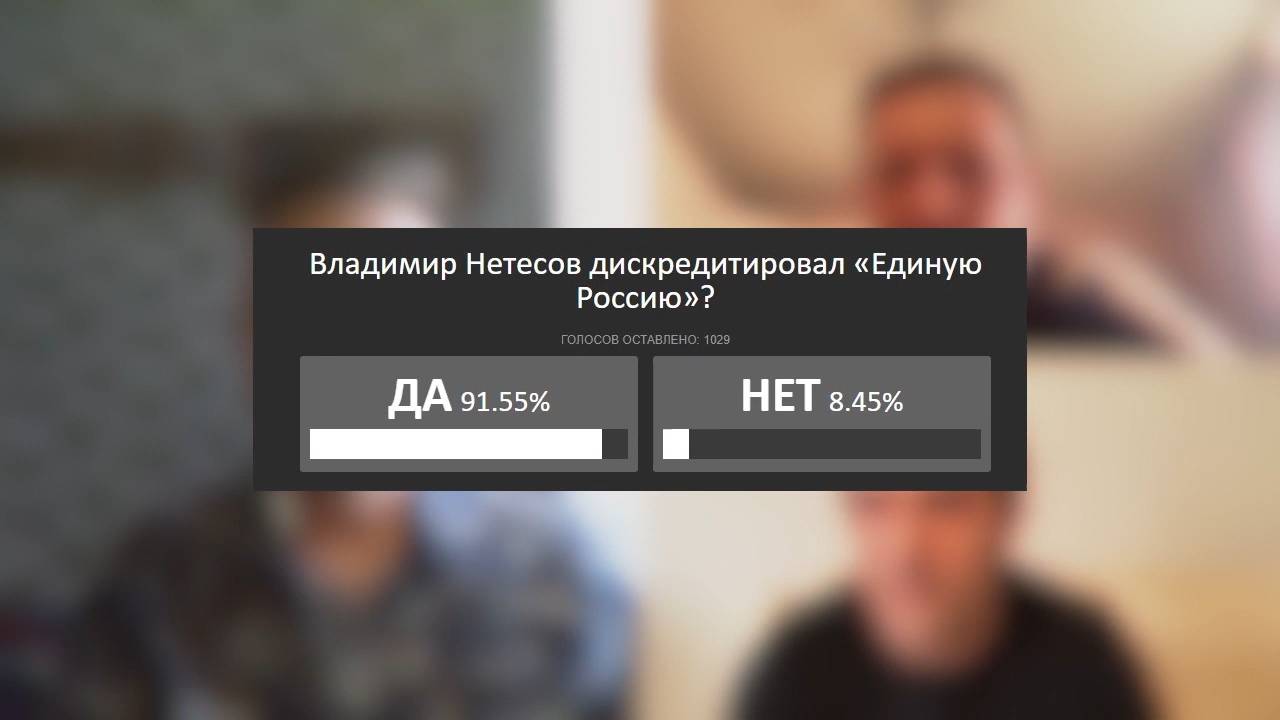 Владимир Нетесов дискредитировал «Единую
Россию»?
ГОЛОСОВ ОСТАВЛЕНО: 1029
ДА 91.55%
НЕТ 8.45%